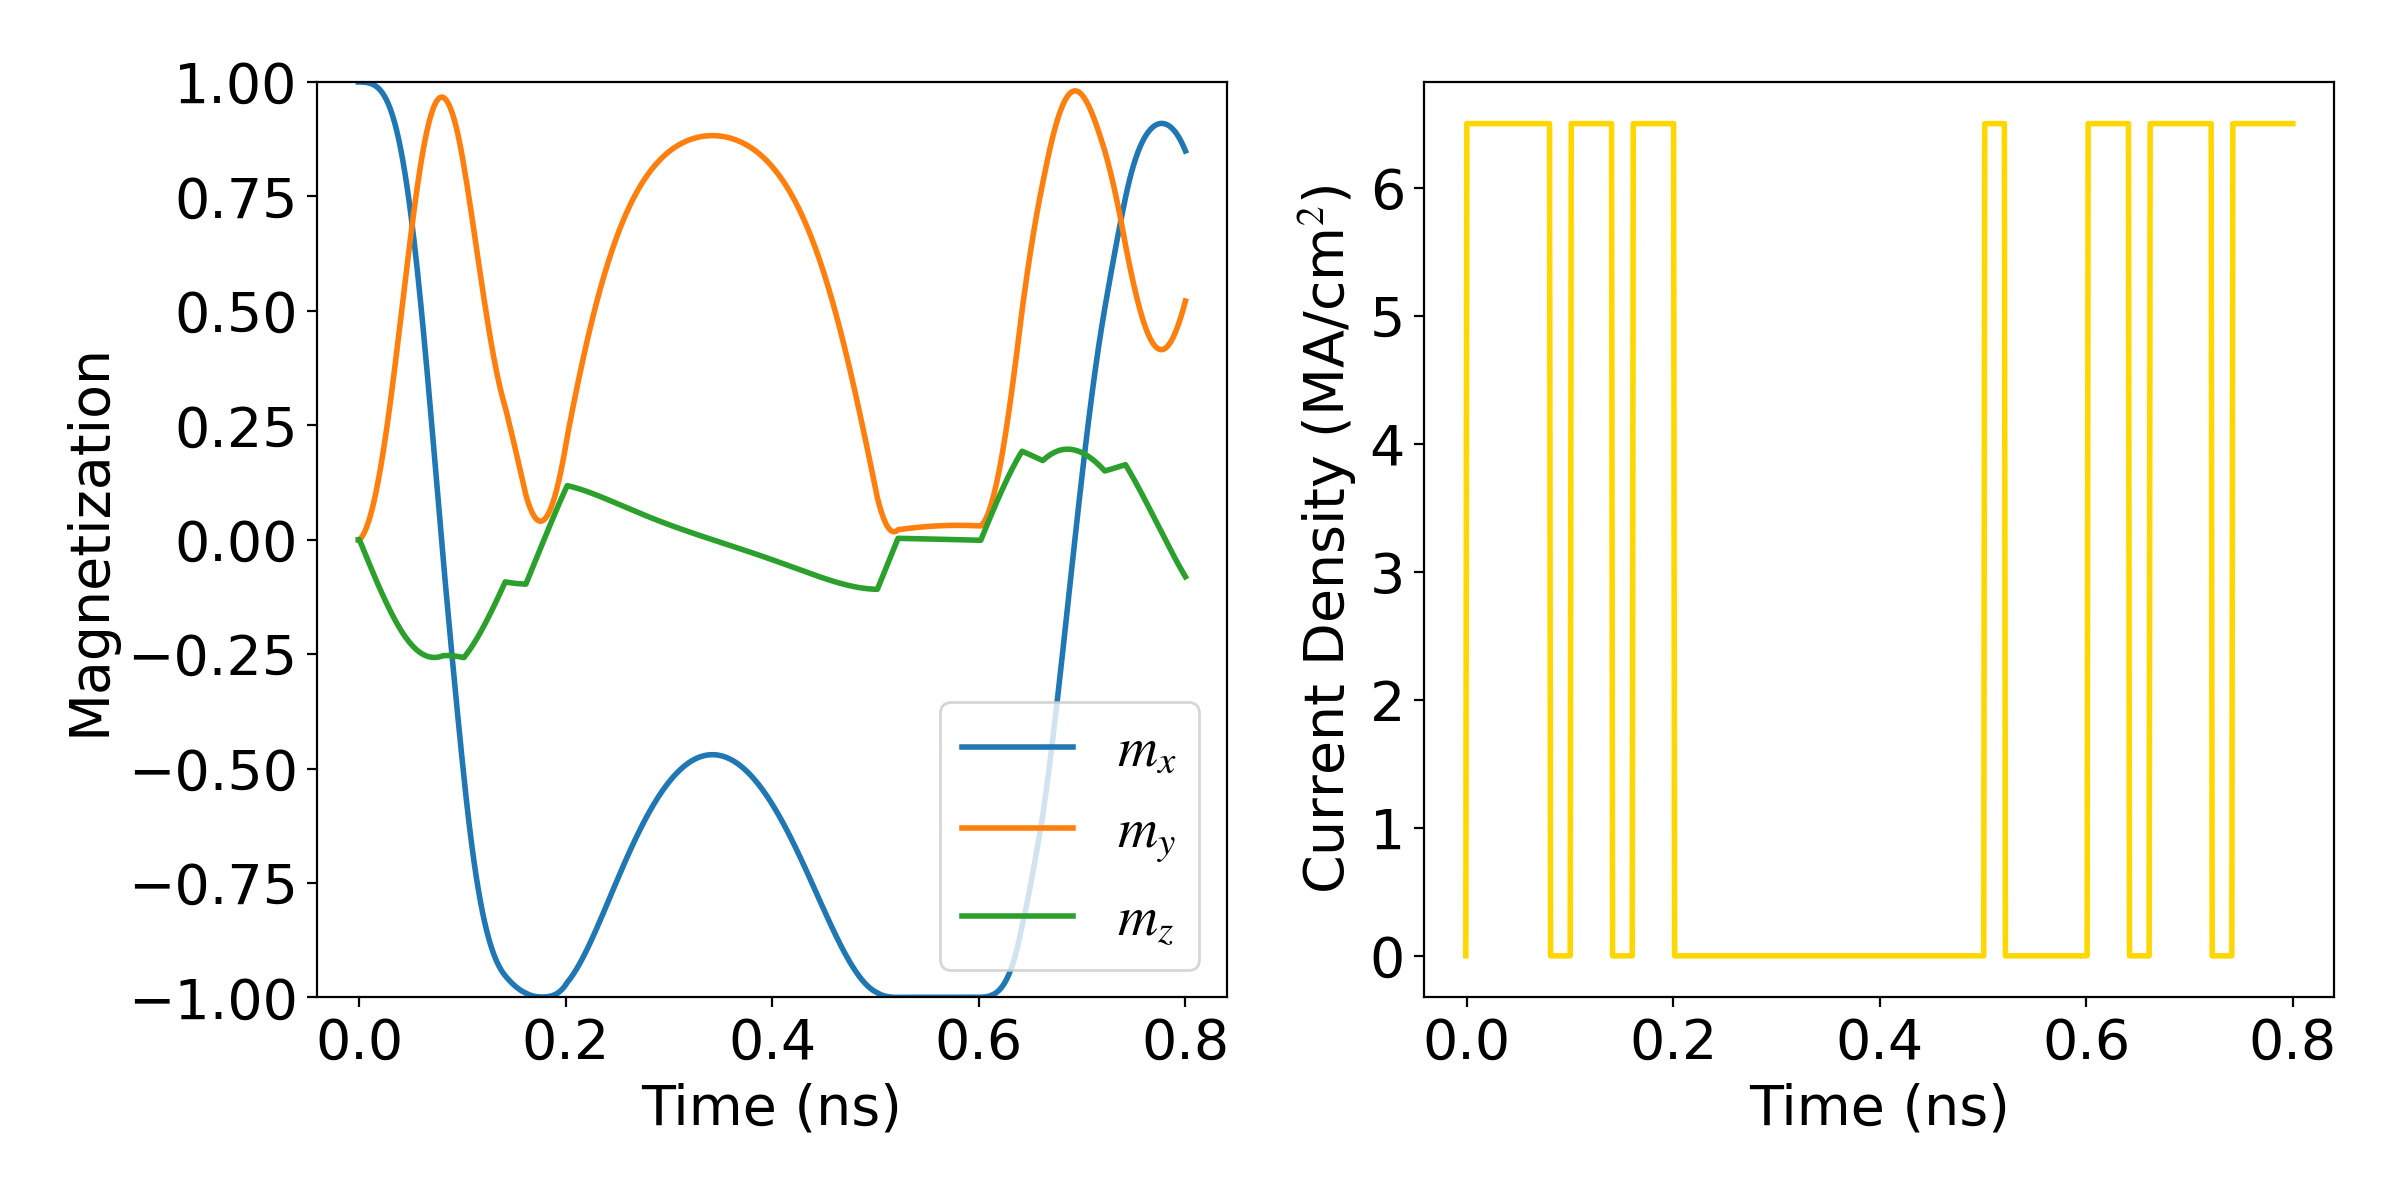 1.00
0.75
0.50
0.25
0.00
−0.25
−0.50
−0.75
−1.00
Magnetization
0.0 0.2 0.4 0.6 0.8
Time (ns)
m_x
m_y
m_z
6
5
4
3
2
1
0
Current Density (MA/cm²)
0.0 0.2 0.4 0.6 0.8
Time (ns)